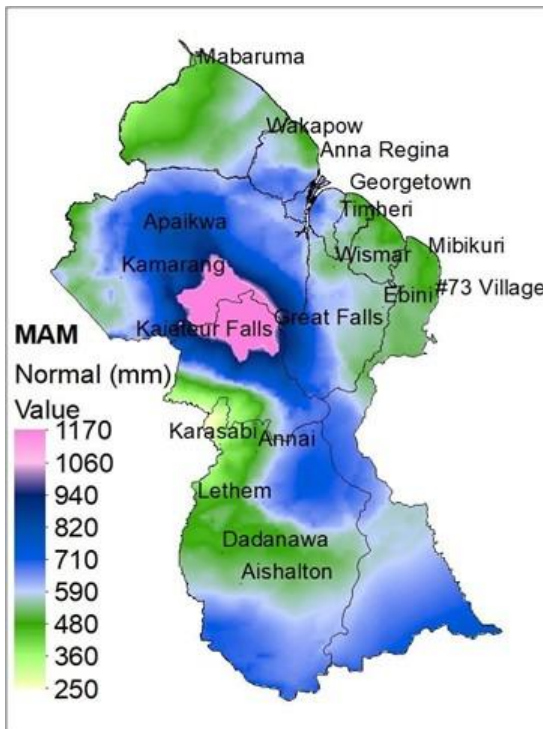 Mabaruma
Wakapow
Anna Regina
Georgetown
Timheri
Apaikwa
Wismar
Mibikuri
Kamarang
Ebini
#73 Village
Kaieteur Falls
Great Falls
MAM
Normal (mm)
Value
1170
1060
940
820
710
590
480
360
250
Karasabi
Annai
Lethem
Dadanawa
Aishalton